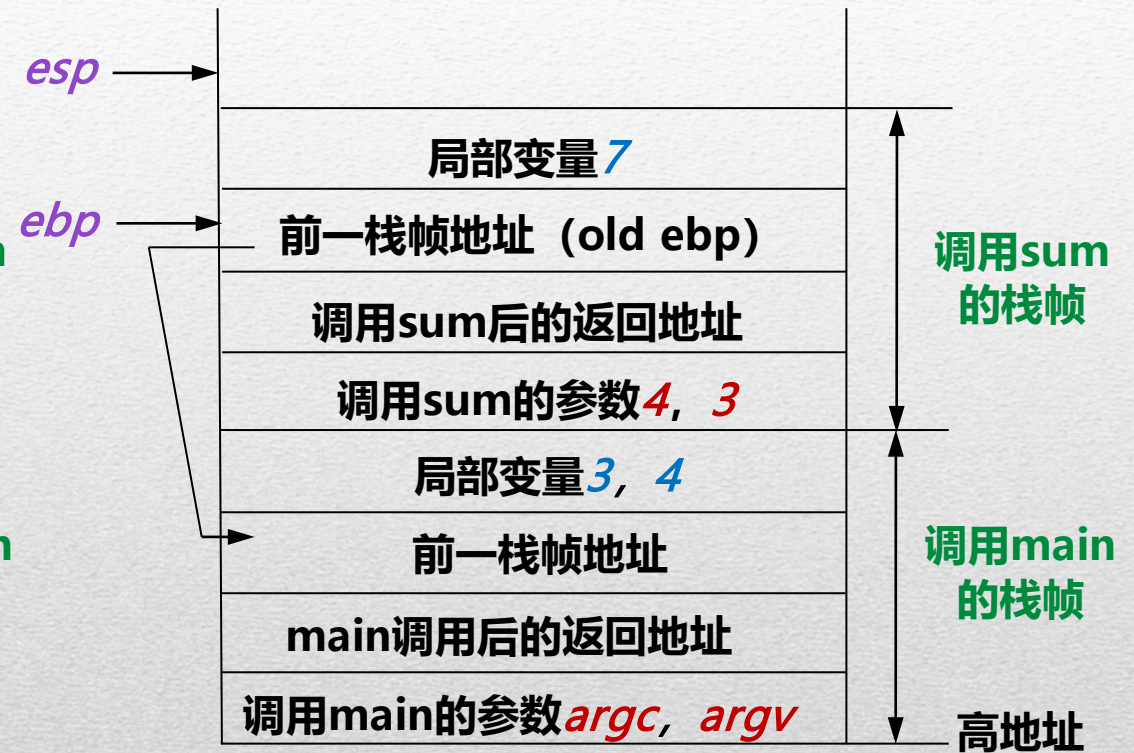 esp
局部变量7
ebp
前一栈帧地址（old ebp）
调用sum
的栈帧
调用sum后的返回地址
调用sum的参数4，3
局部变量3，4
前一栈帧地址
调用main
的栈帧
main调用后的返回地址
调用main的参数argc，argv
高地址